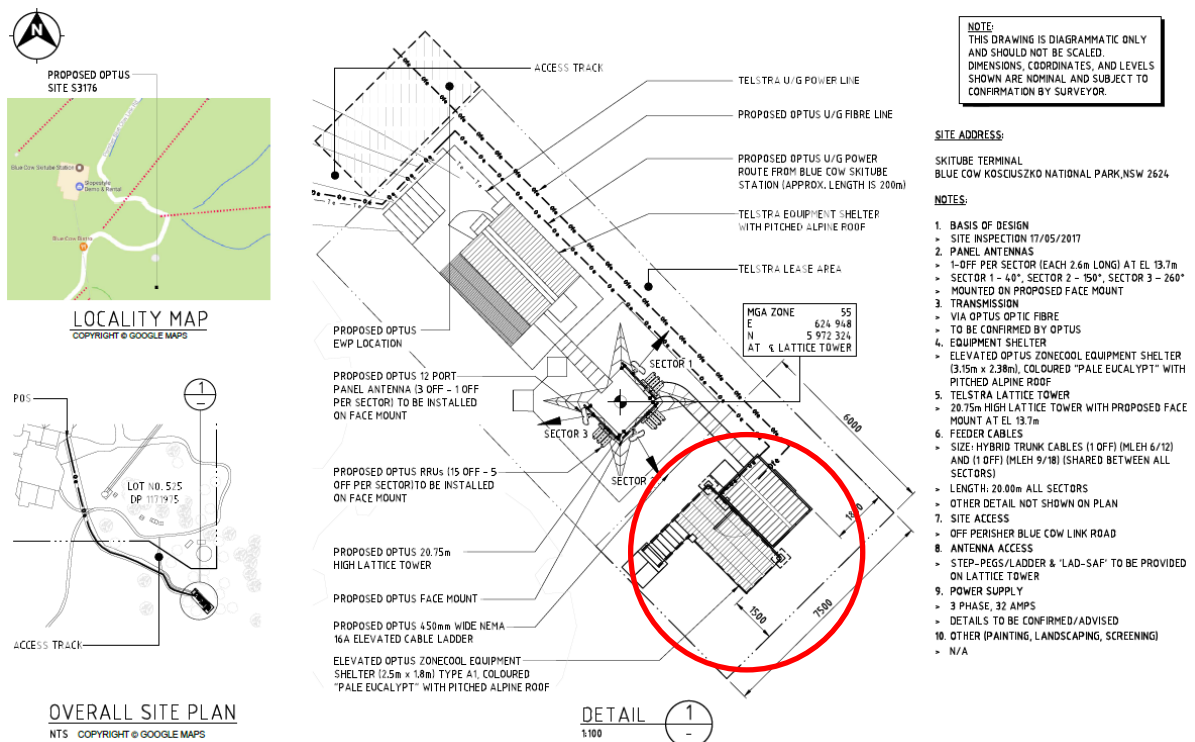 N
PROPOSED OPTUS
SITE S3176
Blue Cow Skitube Station
Slopestyle
Demo & Rental
LOCALITY MAP
COPYRIGHT © GOOGLE MAPS
POS
1
-
LOT NO. 525
DP 1171975
ACCESS TRACK
OVERALL SITE PLAN
NTS COPYRIGHT © GOOGLE MAPS
ACCESS TRACK
TELSTRA U/G POWER LINE
PROPOSED OPTUS U/G FIBRE LINE
PROPOSED OPTUS U/G POWER
ROUTE FROM BLUE COW SKITUBE
STATION (APPROX. LENGTH IS 200m)
TELSTRA EQUIPMENT SHELTER
WITH PITCHED ALPINE ROOF
TELSTRA LEASE AREA
MGA ZONE 55
E 624 948
N 5 972 324
AT ℄ LATTICE TOWER
PROPOSED OPTUS
EWP LOCATION
PROPOSED OPTUS 12 PORT
PANEL ANTENNA (3 OFF - 1 OFF
PER SECTOR) TO BE INSTALLED
ON FACE MOUNT
SECTOR 1
SECTOR 3
SECTOR
PROPOSED OPTUS RRUs (15 OFF - 5
OFF PER SECTOR)TO BE INSTALLED
ON FACE MOUNT
PROPOSED OPTUS 20.75m
HIGH LATTICE TOWER
PROPOSED OPTUS FACE MOUNT
PROPOSED OPTUS 450mm WIDE NEMA
16A ELEVATED CABLE LADDER
ELEVATED OPTUS ZONECOOL EQUIPMENT
SHELTER (2.5m x 1.8m) TYPE A1, COLOURED
"PALE EUCALYPT" WITH PITCHED ALPINE ROOF
6000
1500
7500
DETAIL
1:100
1
-
NOTE:
THIS DRAWING IS DIAGRAMMATIC ONLY
AND SHOULD NOT BE SCALED.
DIMENSIONS, COORDINATES, AND LEVELS
SHOWN ARE NOMINAL AND SUBJECT TO
CONFIRMATION BY SURVEYOR.
SITE ADDRESS:
SKITUBE TERMINAL
BLUE COW KOSCIUSZKO NATIONAL PARK,NSW 2624
NOTES:
1. BASIS OF DESIGN
> SITE INSPECTION 17/05/2017
2. PANEL ANTENNAS
> 1-OFF PER SECTOR (EACH 2.6m LONG) AT EL 13.7m
> SECTOR 1 - 40°, SECTOR 2 - 150°, SECTOR 3 - 260°
> MOUNTED ON PROPOSED FACE MOUNT
3. TRANSMISSION
> VIA OPTUS OPTIC FIBRE
> TO BE CONFIRMED BY OPTUS
4. EQUIPMENT SHELTER
> ELEVATED OPTUS ZONECOOL EQUIPMENT SHELTER
(3.15m x 2.38m), COLOURED "PALE EUCALYPT" WITH
PITCHED ALPINE ROOF
5. TELSTRA LATTICE TOWER
> 20.75m HIGH LATTICE TOWER WITH PROPOSED FACE
MOUNT AT EL 13.7m
6. FEEDER CABLES
> SIZE: HYBRID TRUNK CABLES (1 OFF) (MLEH 6/12)
AND (1 OFF) (MLEH 9/18) (SHARED BETWEEN ALL
SECTORS)
> LENGTH: 20.00m ALL SECTORS
> OTHER DETAIL NOT SHOWN ON PLAN
7. SITE ACCESS
> OFF PERISHER BLUE COW LINK ROAD
8. ANTENNA ACCESS
> STEP-PEGS/LADDER & 'LAD-SAF' TO BE PROVIDED
ON LATTICE TOWER
9. POWER SUPPLY
> 3 PHASE, 32 AMPS
> DETAILS TO BE CONFIRMED/ADVISED
10. OTHER (PAINTING, LANDSCAPING, SCREENING)
> N/A